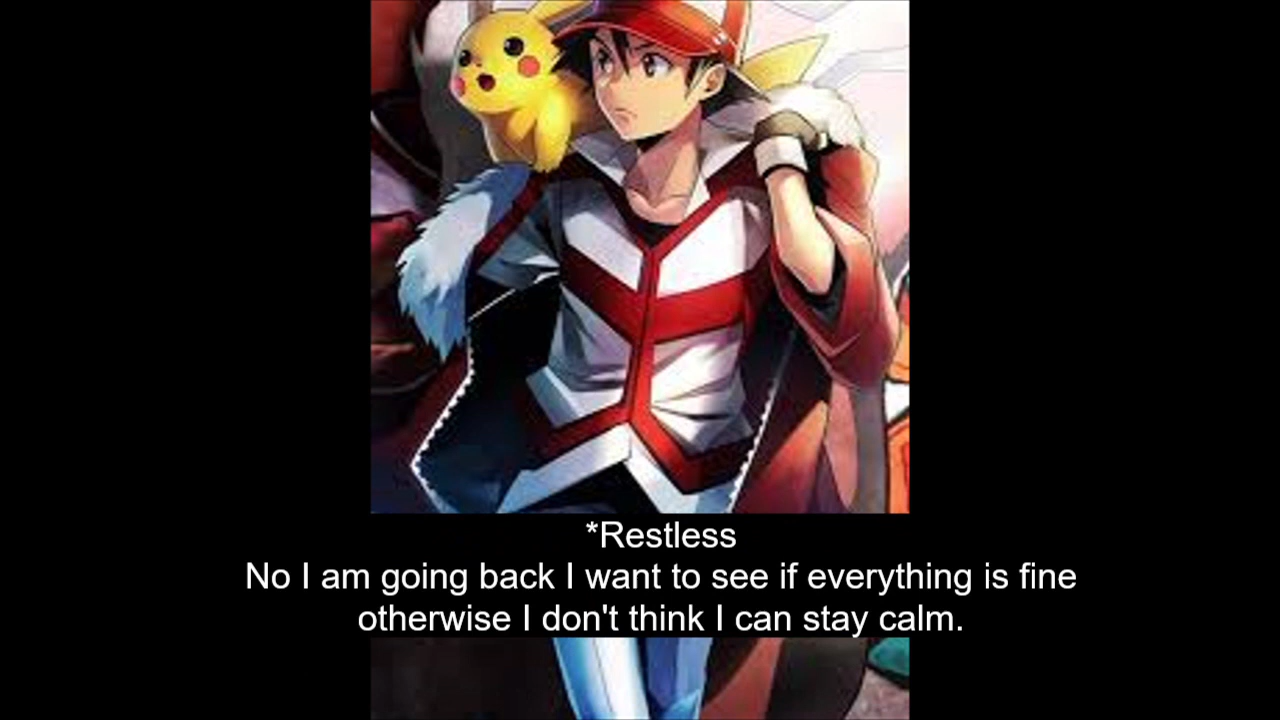 *Restless
No I am going back I want to see if everything is fine
otherwise I don't think I can stay calm.